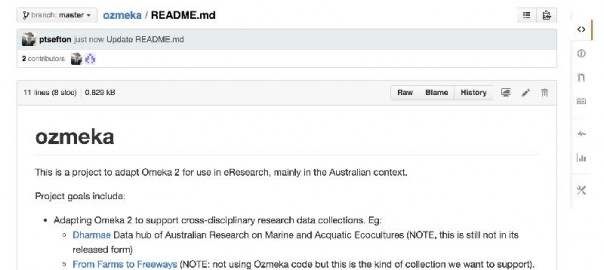 branch: master ozmeka / README.md
ptsefton just now Update README.md
2 contributors
11 lines (8 sloc) 0.829 kB Raw Blame History
ozmeka
This is a project to adapt Omeka 2 for use in eResearch, mainly in the Australian context.
Project goals include:
• Adapting Omeka 2 to support cross-disciplinary research data collections. Eg:
◦ Dharmae Data hub of Australian Research on Marine and Acquatic Ecocultures (NOTE, this is still not in its
released form)
◦ From Farms to Freeways (NOTE: not using Ozmeka code but this is the kind of collection we want to support).